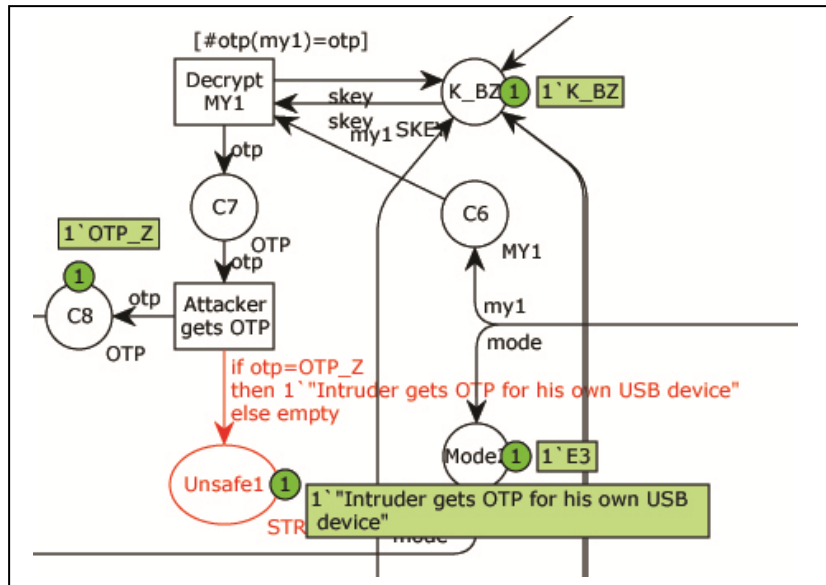 [#otp(my1)=otp]
Decrypt
MY1
skey
skey
my1
K_BZ
1
1`K_BZ
otp
C7
OTP
otp
C6
MY1
1`OTP_Z
1
C8
OTP
otp
Attacker
gets OTP
my1
mode
if otp=OTP_Z
then 1`"Intruder gets OTP for his own USB device"
else empty
Unsafe1
1
1`"Intruder gets OTP for his own USB
device"
STR
1
1`E3
mode